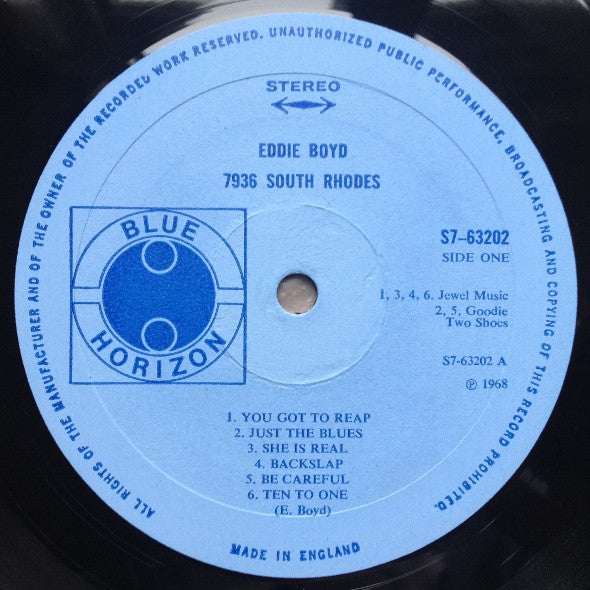 ALL RIGHTS OF THE MANUFACTURER AND OF THE OWNER OF THE RECORDED WORK RESERVED. UNAUTHORIZED PUBLIC PERFORMANCE, BROADCASTING AND COPYING OF THIS RECORD PROHIBITED.
STEREO
EDDIE BOYD
7936 SOUTH RHODES
BLUE
HORIZON
S7-63202
SIDE ONE
1, 3, 4, 6. Jewel Music
2, 5, Goodie
Two Shoes
S7-63202 A
℗ 1968
1. YOU GOT TO REAP
2. JUST THE BLUES
3. SHE IS REAL
4. BACKSLAP
5. BE CAREFUL
6. TEN TO ONE
(E. Boyd)
MADE IN ENGLAND